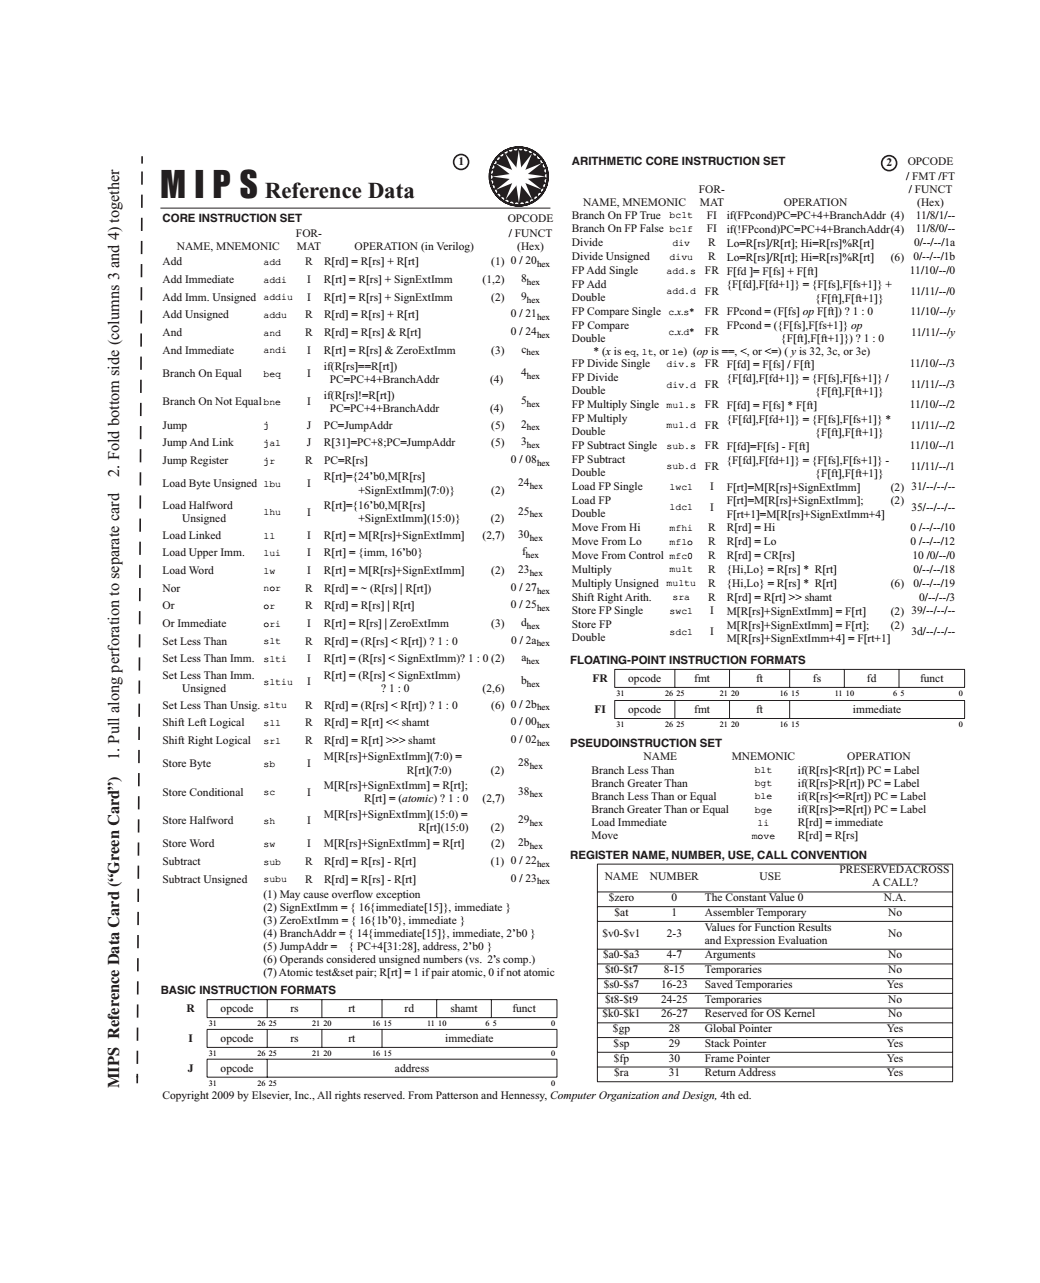 MIPS Reference Data Card (“Green Card”) 1. Pull along perforation to separate card 2. Fold bottom side (columns 3 and 4) together
MIPS Reference Data
1
CORE INSTRUCTION SET OPCODE
FOR- / FUNCT
NAME, MNEMONIC MAT OPERATION (in Verilog) (Hex)
Add add R R[rd] = R[rs] + R[rt] (1) 0 / 20hex
Add Immediate addi I R[rt] = R[rs] + SignExtImm (1,2) 8hex
Add Imm. Unsigned addiu I R[rt] = R[rs] + SignExtImm (2) 9hex
Add Unsigned addu R R[rd] = R[rs] + R[rt] 0 / 21hex
And and R R[rd] = R[rs] & R[rt] 0 / 24hex
And Immediate andi I R[rt] = R[rs] & ZeroExtImm (3) chex
Branch On Equal beq I if(R[rs]==R[rt])
PC=PC+4+BranchAddr (4) 4hex
Branch On Not Equal bne I if(R[rs]!=R[rt])
PC=PC+4+BranchAddr (4) 5hex
Jump j J PC=JumpAddr (5) 2hex
Jump And Link jal J R[31]=PC+8;PC=JumpAddr (5) 3hex
Jump Register jr R PC=R[rs] 0 / 08hex
Load Byte Unsigned lbu I R[rt]={24’b0,M[R[rs]
+SignExtImm](7:0)} (2) 24hex
Load Halfword
Unsigned lhu I R[rt]={16’b0,M[R[rs]
+SignExtImm](15:0)} (2) 25hex
Load Linked ll I R[rt] = M[R[rs]+SignExtImm] (2,7) 30hex
Load Upper Imm. lui I R[rt] = {imm, 16’b0} fhex
Load Word lw I R[rt] = M[R[rs]+SignExtImm] (2) 23hex
Nor nor R R[rd] = ~ (R[rs] | R[rt]) 0 / 27hex
Or or R R[rd] = R[rs] | R[rt] 0 / 25hex
Or Immediate ori I R[rt] = R[rs] | ZeroExtImm (3) dhex
Set Less Than slt R R[rd] = (R[rs] < R[rt]) ? 1 : 0 0 / 2ahex
Set Less Than Imm. slti I R[rt] = (R[rs] < SignExtImm)? 1 : 0 (2) ahex
Set Less Than Imm.
Unsigned sltiu I R[rt] = (R[rs] < SignExtImm)
? 1 : 0 (2,6) bhex
Set Less Than Unsig. sltu R R[rd] = (R[rs] < R[rt]) ? 1 : 0 (6) 0 / 2bhex
Shift Left Logical sll R R[rd] = R[rt] << shamt 0 / 00hex
Shift Right Logical srl R R[rd] = R[rt] >>> shamt 0 / 02hex
Store Byte sb I M[R[rs]+SignExtImm](7:0) =
R[rt](7:0) (2) 28hex
Store Conditional sc I M[R[rs]+SignExtImm] = R[rt];
R[rt] = (atomic) ? 1 : 0 (2,7) 38hex
Store Halfword sh I M[R[rs]+SignExtImm](15:0) =
R[rt](15:0) (2) 29hex
Store Word sw I M[R[rs]+SignExtImm] = R[rt] (2) 2bhex
Subtract sub R R[rd] = R[rs] - R[rt] (1) 0 / 22hex
Subtract Unsigned subu R R[rd] = R[rs] - R[rt] 0 / 23hex
(1) May cause overflow exception
(2) SignExtImm = { 16{immediate[15]}, immediate }
(3) ZeroExtImm = { 16{1b’0}, immediate }
(4) BranchAddr = { 14{immediate[15]}, immediate, 2’b0 }
(5) JumpAddr = { PC+4[31:28], address, 2’b0 }
(6) Operands considered unsigned numbers (vs. 2’s comp.)
(7) Atomic test&set pair; R[rt] = 1 if pair atomic, 0 if not atomic
BASIC INSTRUCTION FORMATS
R opcode rs rt rd shamt funct
31 26 25 21 20 16 15 11 10 6 5 0
I opcode rs rt immediate
31 26 25 21 20 16 15 0
J opcode address
31 26 25 0
ARITHMETIC CORE INSTRUCTION SET 2 OPCODE
/ FMT /FT
FOR- / FUNCT
NAME, MNEMONIC MAT OPERATION (Hex)
Branch On FP True bc1t FI if(FPcond)PC=PC+4+BranchAddr (4) 11/8/1/--
Branch On FP False bc1f FI if(!FPcond)PC=PC+4+BranchAddr(4) 11/8/0/--
Divide div R Lo=R[rs]/R[rt]; Hi=R[rs]%R[rt] 0/--/--/1a
Divide Unsigned divu R Lo=R[rs]/R[rt]; Hi=R[rs]%R[rt] (6) 0/--/--/1b
FP Add Single add.s FR F[fd ]= F[fs] + F[ft] 11/10/--/0
FP Add
Double add.d FR {F[fd],F[fd+1]} = {F[fs],F[fs+1]} +
{F[ft],F[ft+1]} 11/11/--/0
FP Compare Single c.x.s* FR FPcond = (F[fs] op F[ft]) ? 1 : 0 11/10/--/y
FP Compare
Double c.x.d* FR FPcond = ({F[fs],F[fs+1]} op
{F[ft],F[ft+1]}) ? 1 : 0 11/11/--/y
* (x is eq, lt, or le) (op is ==, <, or <=) ( y is 32, 3c, or 3e)
FP Divide Single div.s FR F[fd] = F[fs] / F[ft] 11/10/--/3
FP Divide
Double div.d FR {F[fd],F[fd+1]} = {F[fs],F[fs+1]} /
{F[ft],F[ft+1]} 11/11/--/3
FP Multiply Single mul.s FR F[fd] = F[fs] * F[ft] 11/10/--/2
FP Multiply
Double mul.d FR {F[fd],F[fd+1]} = {F[fs],F[fs+1]} *
{F[ft],F[ft+1]} 11/11/--/2
FP Subtract Single sub.s FR F[fd]=F[fs] - F[ft] 11/10/--/1
FP Subtract
Double sub.d FR {F[fd],F[fd+1]} = {F[fs],F[fs+1]} -
{F[ft],F[ft+1]} 11/11/--/1
Load FP Single lwc1 I F[rt]=M[R[rs]+SignExtImm] (2) 31/--/--/--
Load FP
Double ldc1 I F[rt]=M[R[rs]+SignExtImm]; (2)
F[rt+1]=M[R[rs]+SignExtImm+4] 35/--/--/--
Move From Hi mfhi R R[rd] = Hi 0 /--/--/10
Move From Lo mflo R R[rd] = Lo 0 /--/--/12
Move From Control mfc0 R R[rd] = CR[rs] 10 /0/--/0
Multiply mult R {Hi,Lo} = R[rs] * R[rt] 0/--/--/18
Multiply Unsigned multu R {Hi,Lo} = R[rs] * R[rt] (6) 0/--/--/19
Shift Right Arith. sra R R[rd] = R[rt] >> shamt 0/--/--/3
Store FP Single swc1 I M[R[rs]+SignExtImm] = F[rt] (2) 39/--/--/--
Store FP
Double sdc1 I M[R[rs]+SignExtImm] = F[rt]; (2)
M[R[rs]+SignExtImm+4] = F[rt+1] 3d/--/--/--
FLOATING-POINT INSTRUCTION FORMATS
FR opcode fmt ft fs fd funct
31 26 25 21 20 16 15 11 10 6 5 0
FI opcode fmt ft immediate
31 26 25 21 20 16 15 0
PSEUDOINSTRUCTION SET
NAME MNEMONIC OPERATION
Branch Less Than blt if(R[rs]<R[rt]) PC = Label
Branch Greater Than bgt if(R[rs]>R[rt]) PC = Label
Branch Less Than or Equal ble if(R[rs]<=R[rt]) PC = Label
Branch Greater Than or Equal bge if(R[rs]>=R[rt]) PC = Label
Load Immediate li R[rd] = immediate
Move move R[rd] = R[rs]
REGISTER NAME, NUMBER, USE, CALL CONVENTION
NAME NUMBER USE PRESERVED ACROSS
A CALL?
$zero 0 The Constant Value 0 N.A.
$at 1 Assembler Temporary No
$v0-$v1 2-3 Values for Function Results
and Expression Evaluation No
$a0-$a3 4-7 Arguments No
$t0-$t7 8-15 Temporaries No
$s0-$s7 16-23 Saved Temporaries Yes
$t8-$t9 24-25 Temporaries No
$k0-$k1 26-27 Reserved for OS Kernel No
$gp 28 Global Pointer Yes
$sp 29 Stack Pointer Yes
$fp 30 Frame Pointer Yes
$ra 31 Return Address Yes
Copyright 2009 by Elsevier, Inc., All rights reserved. From Patterson and Hennessy, Computer Organization and Design, 4th ed.